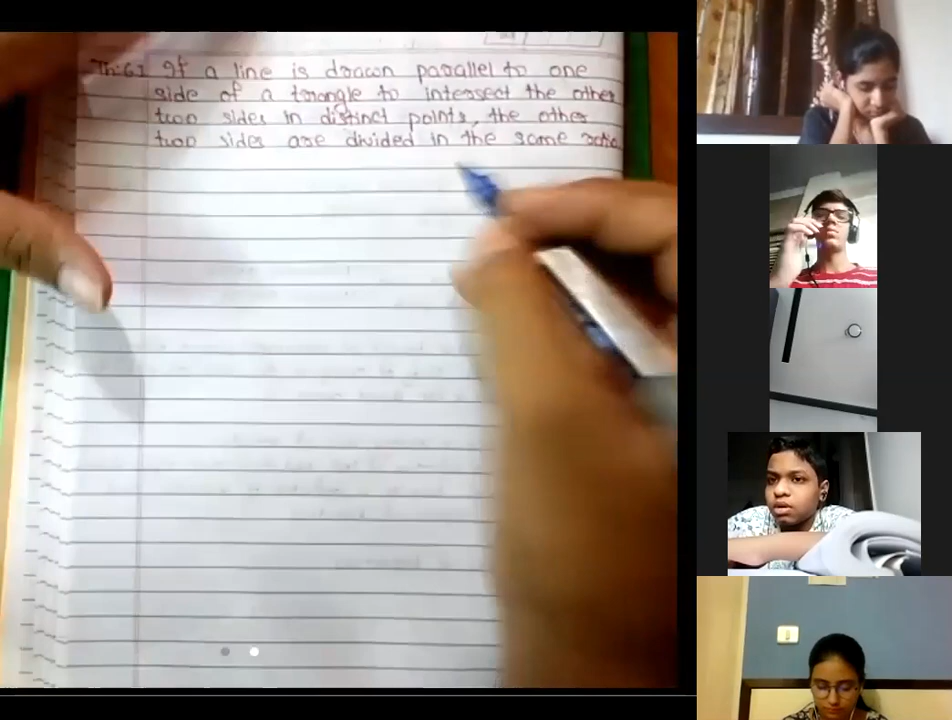 Th:6.1 If a line is drawn parallel to one
side of a triangle to intersect the other
two sides in distinct points, the other
two sides are divided in the same ratio